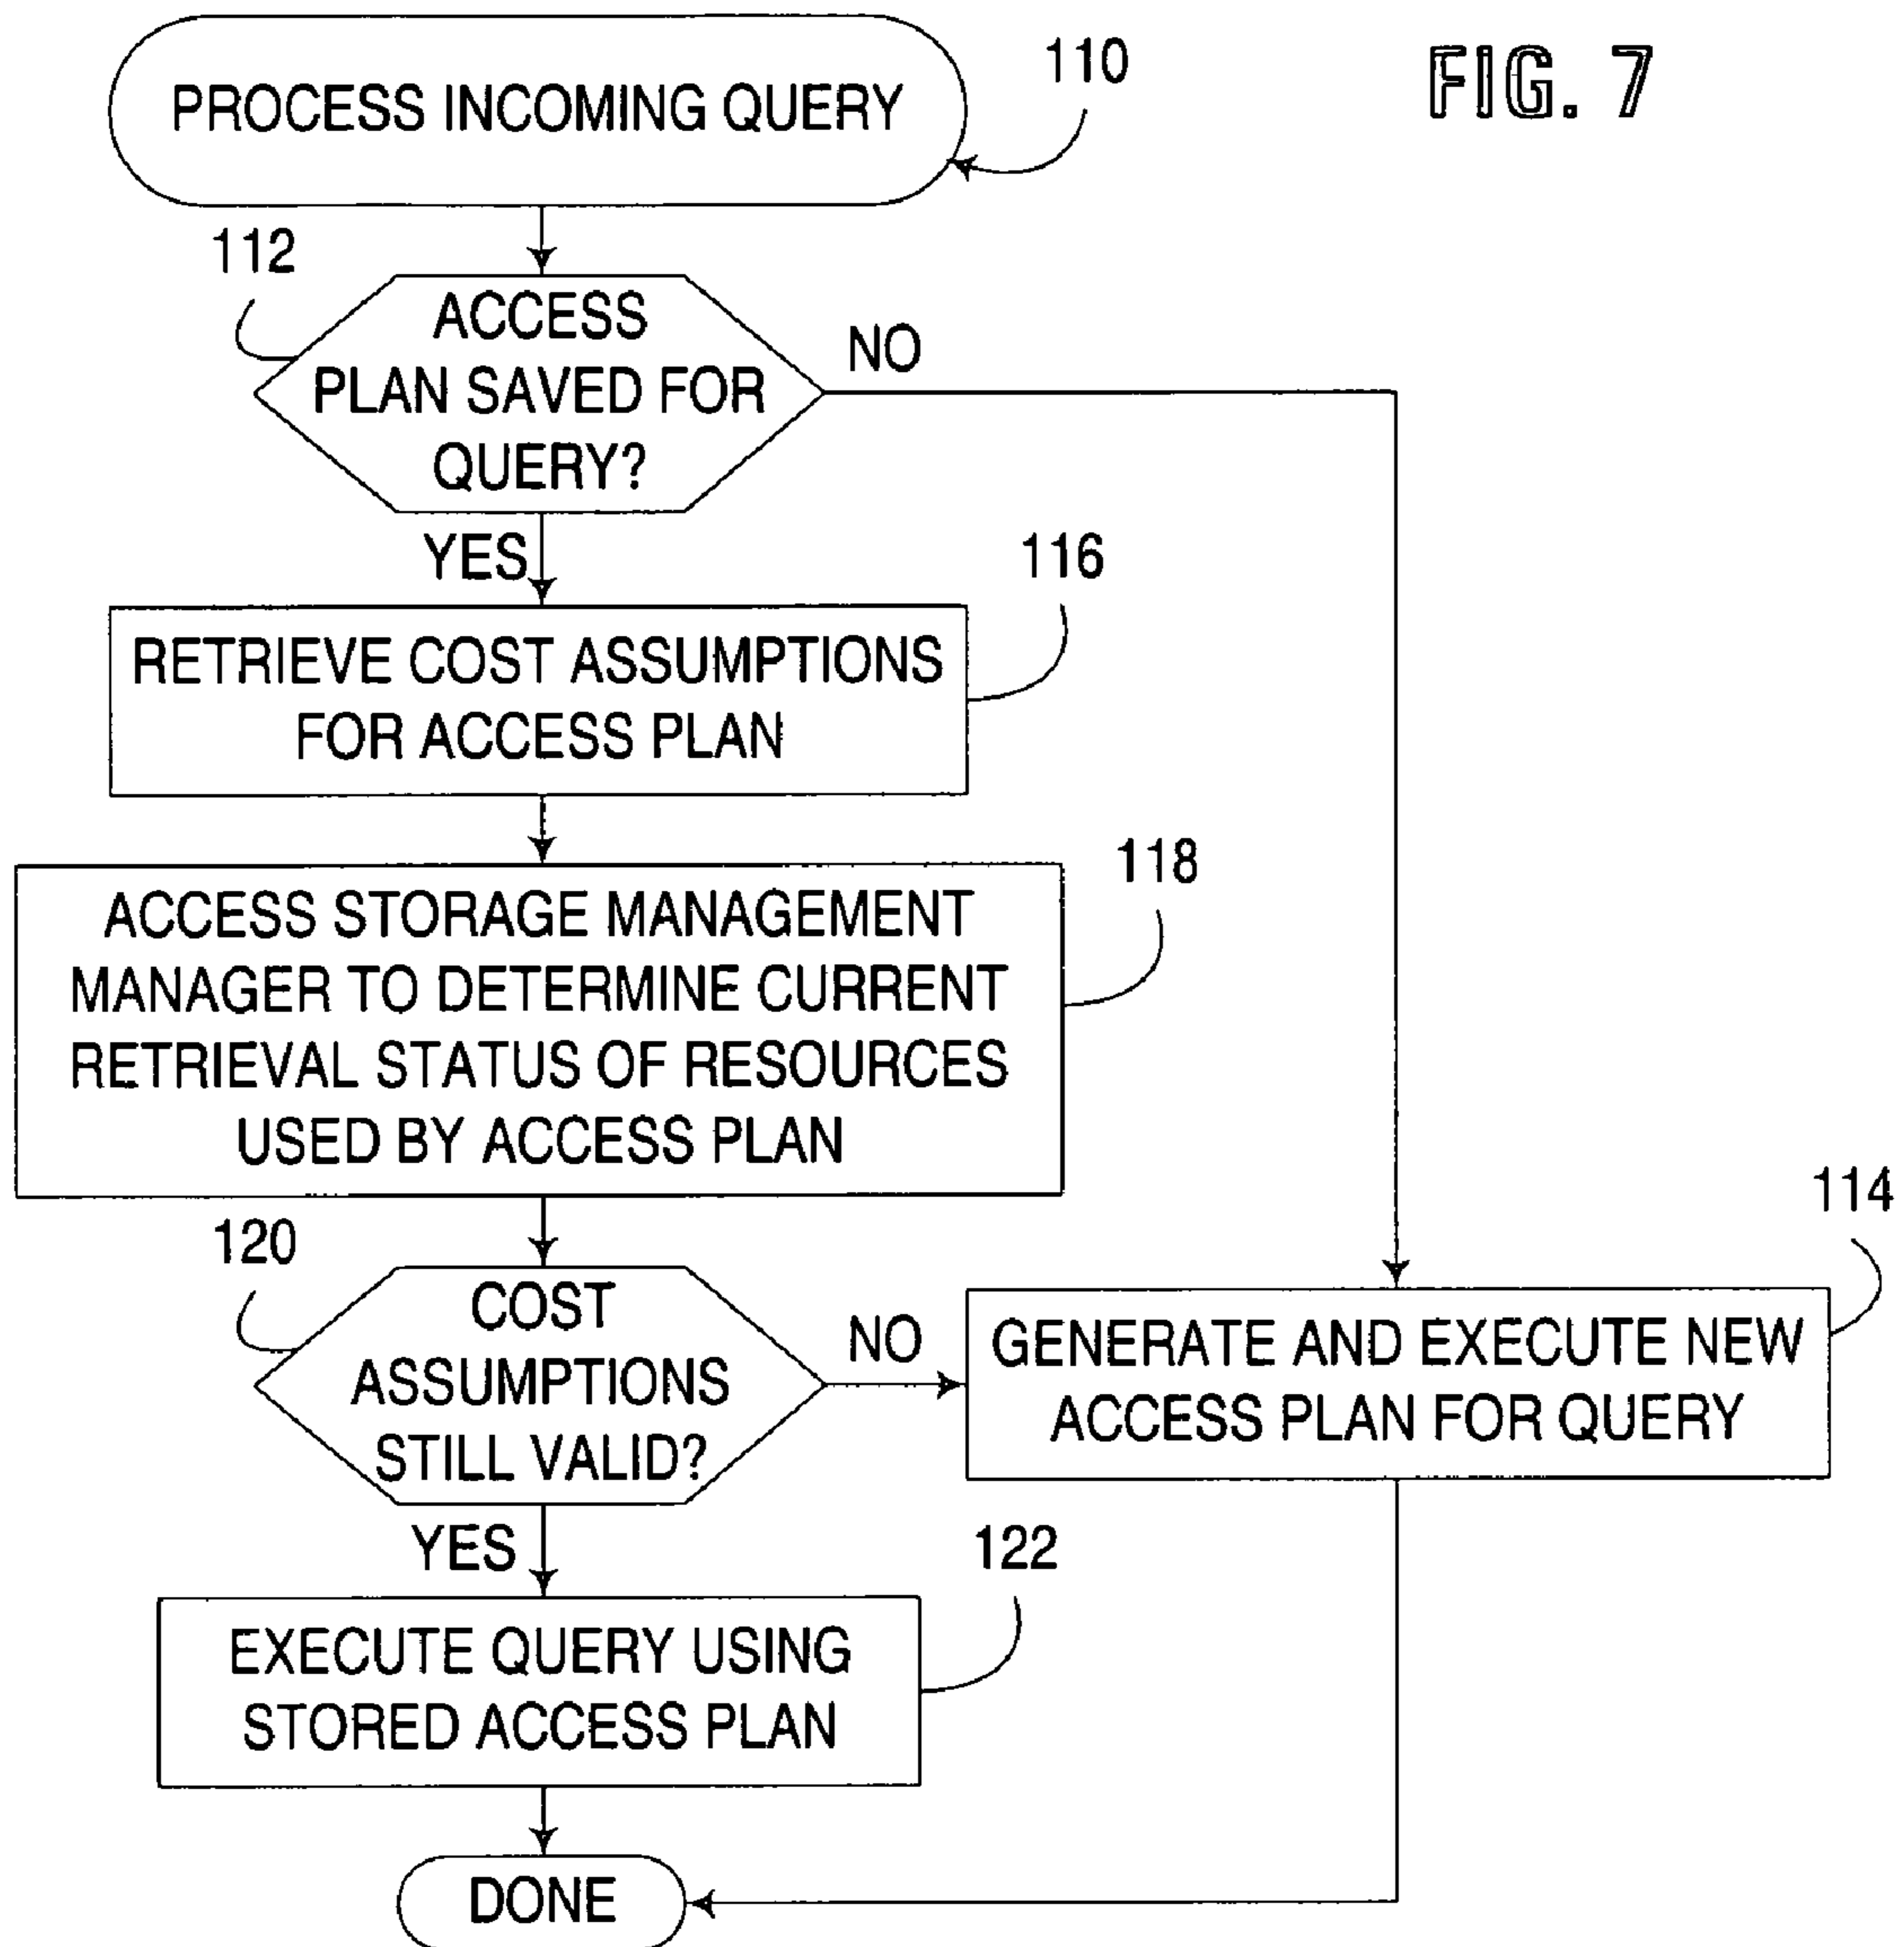 FIG. 7
110
PROCESS INCOMING QUERY
112
ACCESS
PLAN SAVED FOR
QUERY?
NO
YES
116
RETRIEVE COST ASSUMPTIONS
FOR ACCESS PLAN
118
ACCESS STORAGE MANAGEMENT
MANAGER TO DETERMINE CURRENT
RETRIEVAL STATUS OF RESOURCES
USED BY ACCESS PLAN
120
COST
ASSUMPTIONS
STILL VALID?
NO
114
GENERATE AND EXECUTE NEW
ACCESS PLAN FOR QUERY
YES
122
EXECUTE QUERY USING
STORED ACCESS PLAN
DONE